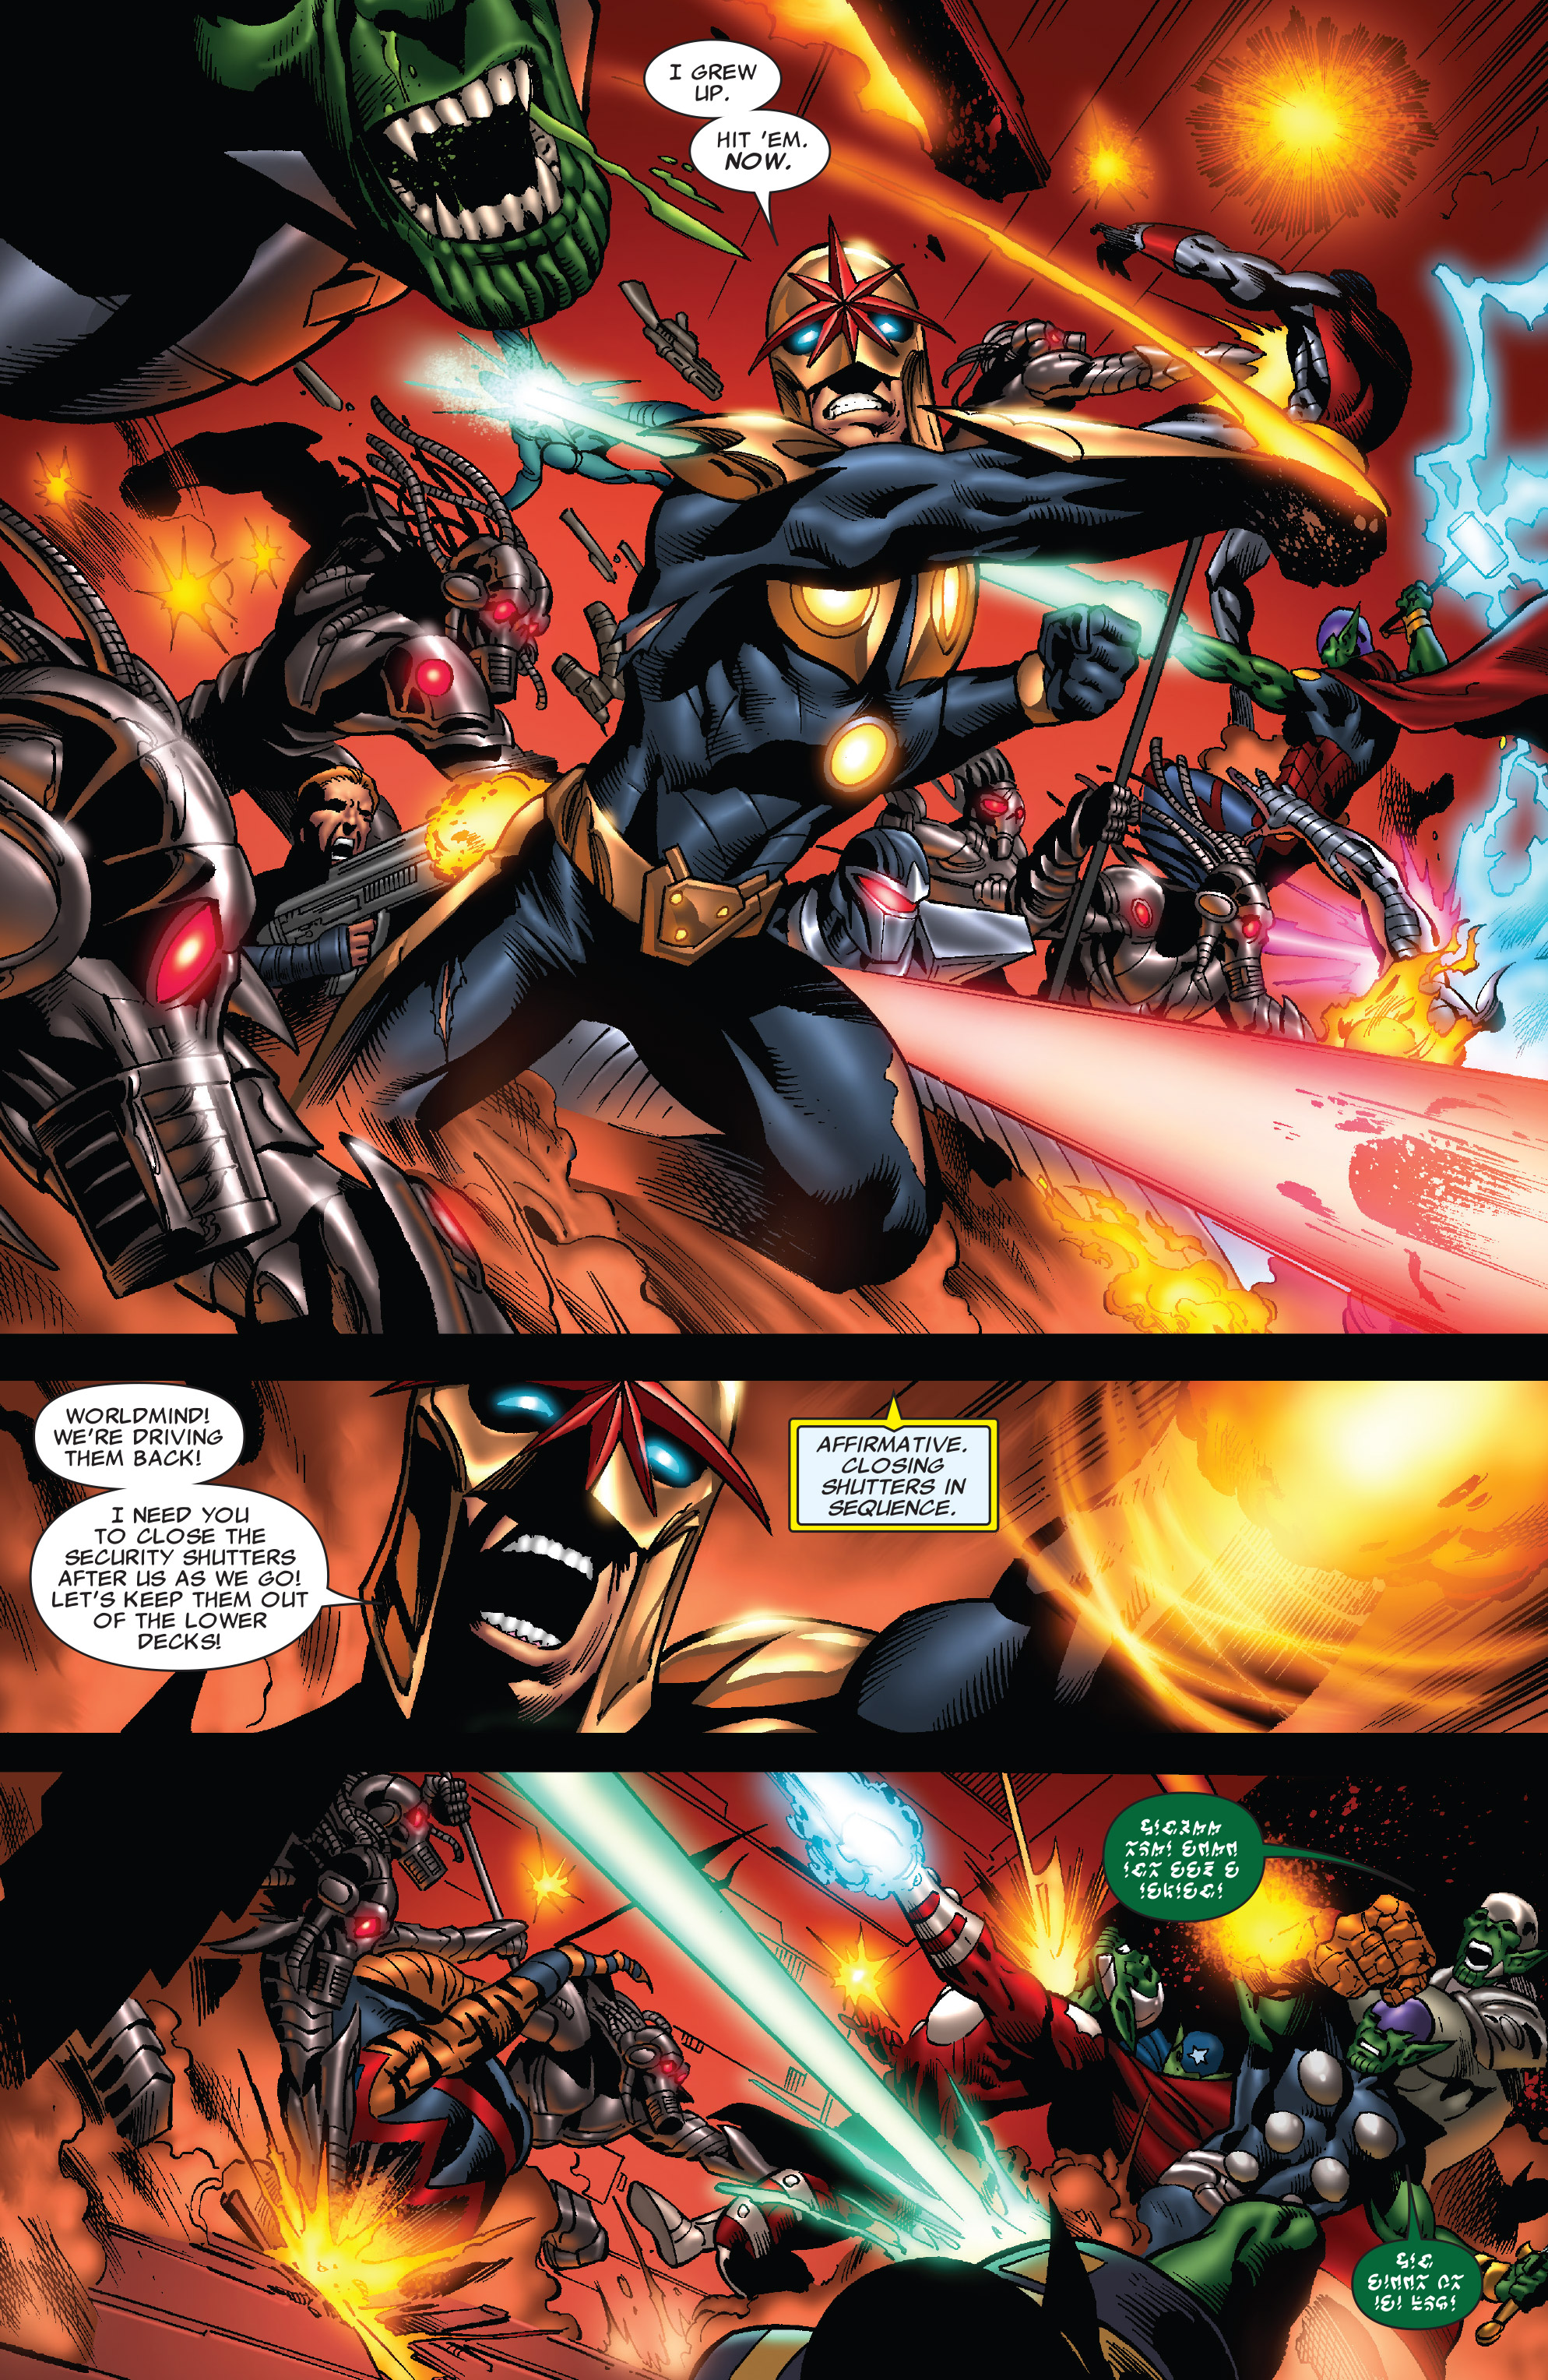 I GREW
UP.
HIT 'EM.
NOW.
WORLDMIND!
WE'RE DRIVING
THEM BACK!
I NEED YOU
TO CLOSE THE
SECURITY SHUTTERS
AFTER US AS WE GO!
LET'S KEEP THEM OUT
OF THE LOWER
DECKS!
AFFIRMATIVE.
CLOSING
SHUTTERS IN
SEQUENCE.